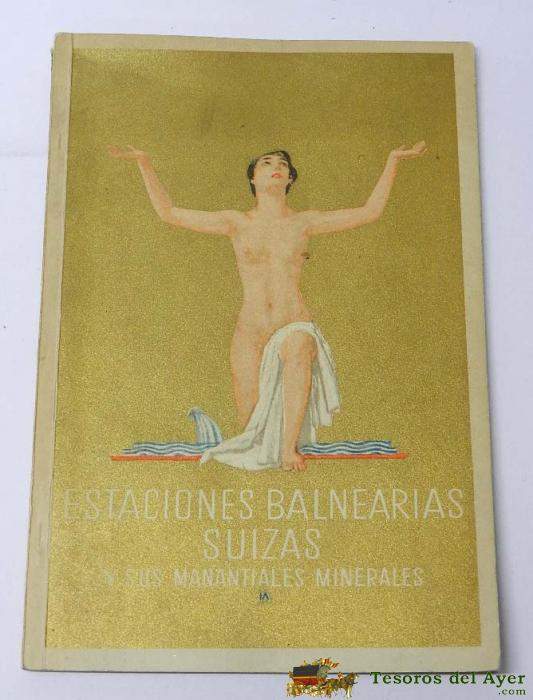 ESTACIONES BALNEARIAS
SUIZAS
Y SUS MANANTIALES MINERALES
Tesoros del Ayer
.com